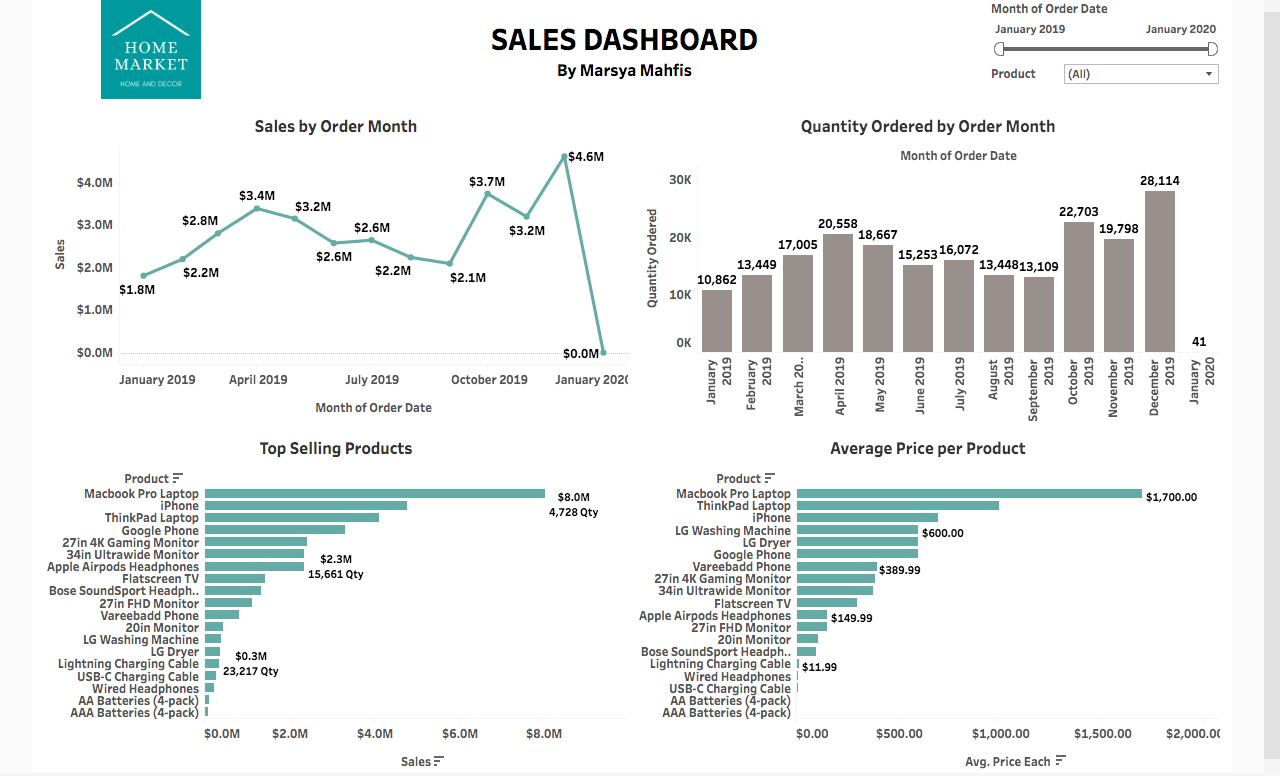 HOME
MARKET
HOME AND DECOR
SALES DASHBOARD
By Marsya Mahfis
Month of Order Date
January 2019 January 2020
Product (All)
Sales by Order Month
Sales
$4.0M
$3.0M
$2.0M
$1.0M
$0.0M
$1.8M
$2.2M
$2.8M
$3.4M
$3.2M
$2.6M
$2.6M
$2.2M
$2.1M
$3.7M
$3.2M
$4.6M
$0.0M
January 2019 April 2019 July 2019 October 2019 January 2020
Month of Order Date
Quantity Ordered by Order Month
Month of Order Date
Quantity Ordered
30K
20K
10K
0K
10,862
13,449
17,005
20,558
18,667
15,253
16,072
13,448
13,109
22,703
19,798
28,114
41
January 2019
February 2019
March 20..
April 2019
May 2019
June 2019
July 2019
August 2019
September 2019
October 2019
November 2019
December 2019
January 2020
Top Selling Products
Product
Macbook Pro Laptop
iPhone
ThinkPad Laptop
Google Phone
27in 4K Gaming Monitor
34in Ultrawide Monitor
Apple Airpods Headphones
Flatscreen TV
Bose SoundSport Headph..
27in FHD Monitor
Vareebadd Phone
20in Monitor
LG Washing Machine
LG Dryer
Lightning Charging Cable
USB-C Charging Cable
Wired Headphones
AA Batteries (4-pack)
AAA Batteries (4-pack)
$8.0M
4,728 Qty
$2.3M
15,661 Qty
$0.3M
23,217 Qty
$0.0M $2.0M $4.0M $6.0M $8.0M
Sales
Average Price per Product
Product
Macbook Pro Laptop
ThinkPad Laptop
iPhone
LG Washing Machine
LG Dryer
Google Phone
Vareebadd Phone
27in 4K Gaming Monitor
34in Ultrawide Monitor
Flatscreen TV
Apple Airpods Headphones
27in FHD Monitor
20in Monitor
Bose SoundSport Headph..
Lightning Charging Cable
Wired Headphones
USB-C Charging Cable
AA Batteries (4-pack)
AAA Batteries (4-pack)
$1,700.00
$600.00
$389.99
$149.99
$11.99
$0.00 $500.00 $1,000.00 $1,500.00 $2,000.0
Avg. Price Each